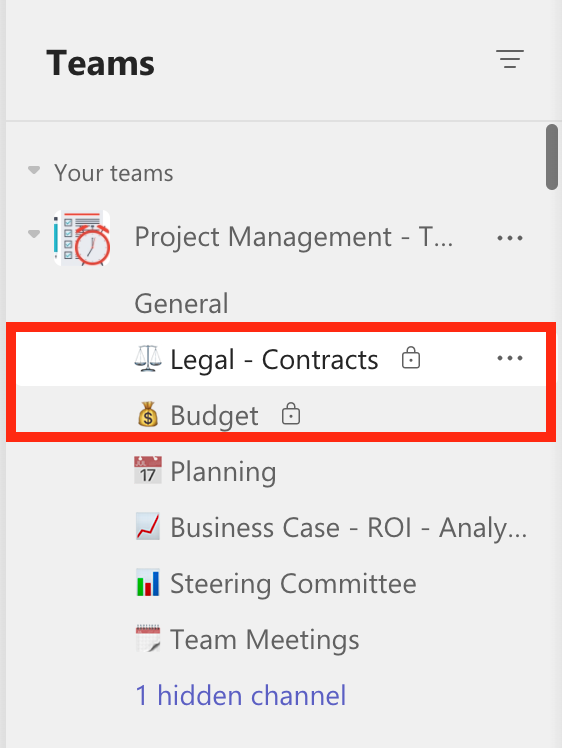 Teams
Your teams
Project Management - T...
General
Legal - Contracts
Budget
Planning
Business Case - ROI - Analy...
Steering Committee
Team Meetings
1 hidden channel